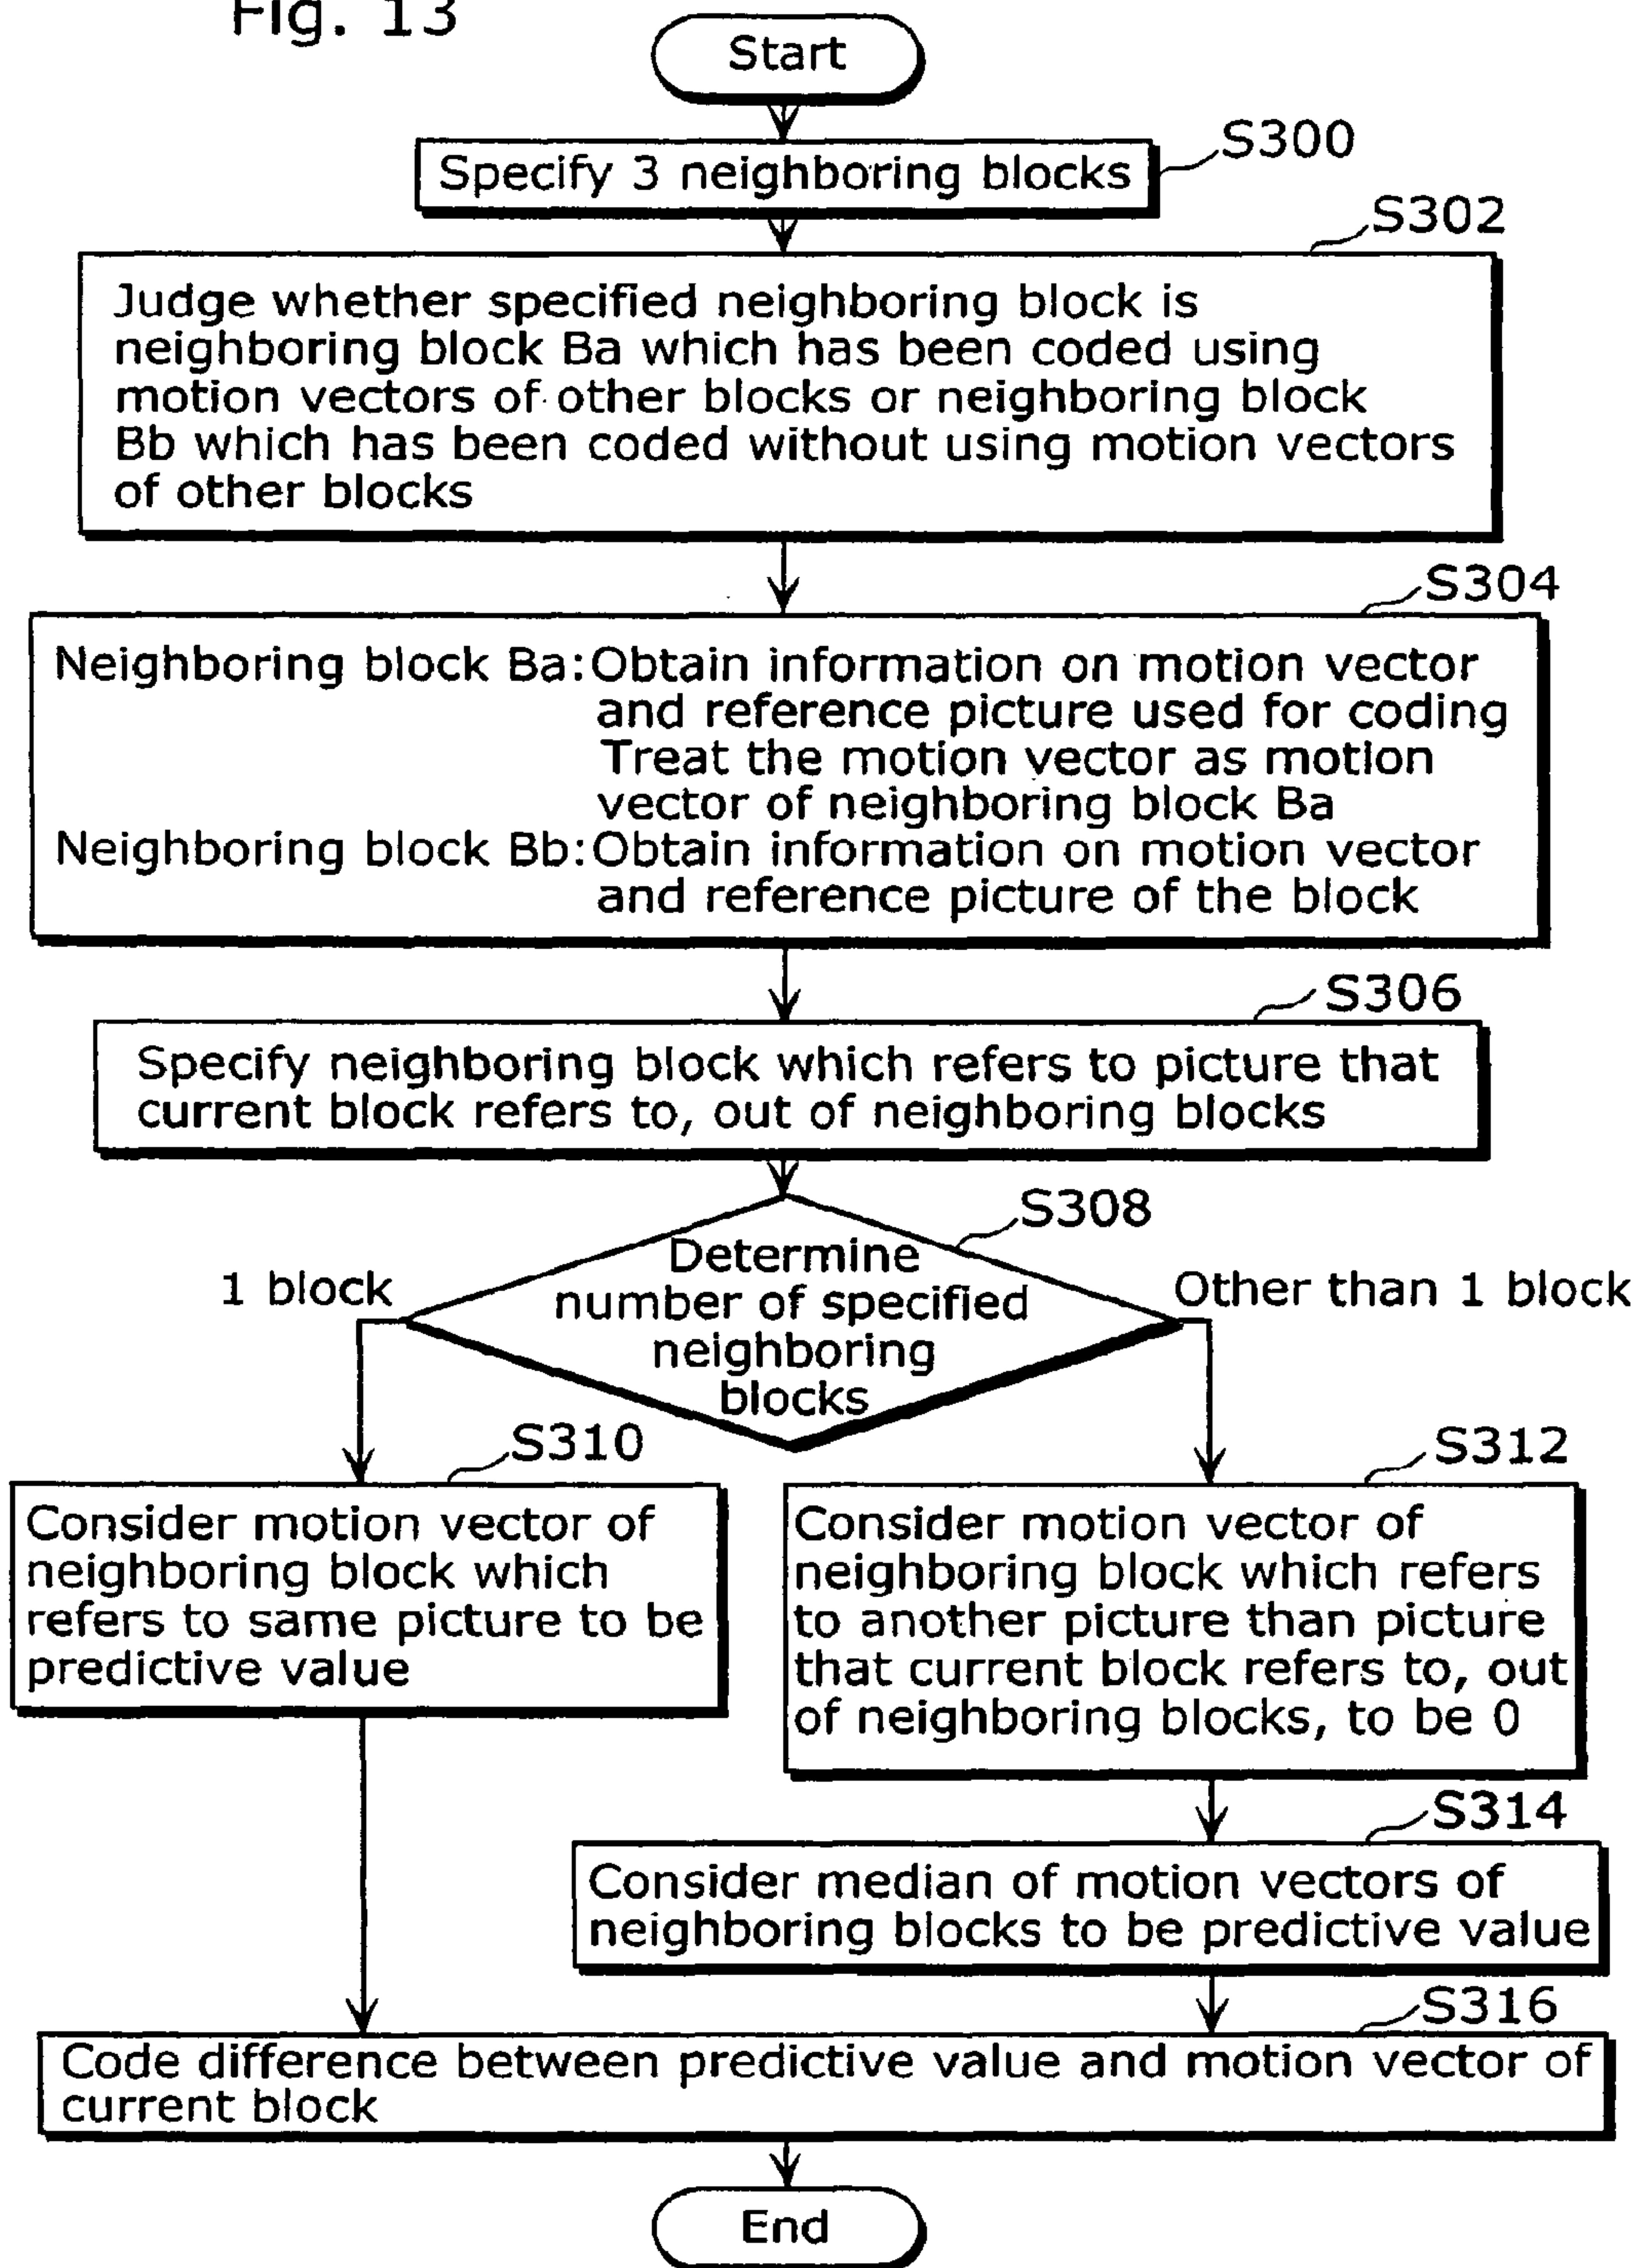 Fig. 13
Start
S300
Specify 3 neighboring blocks
S302
Judge whether specified neighboring block is
neighboring block Ba which has been coded using
motion vectors of other blocks or neighboring block
Bb which has been coded without using motion vectors
of other blocks
S304
Neighboring block Ba: Obtain information on motion vector
and reference picture used for coding
Treat the motion vector as motion
vector of neighboring block Ba
Neighboring block Bb: Obtain information on motion vector
and reference picture of the block
S306
Specify neighboring block which refers to picture that
current block refers to, out of neighboring blocks
S308
Determine
number of specified
neighboring
blocks
1 block
Other than 1 block
S310
Consider motion vector of
neighboring block which
refers to same picture to be
predictive value
S312
Consider motion vector of
neighboring block which refers
to another picture than picture
that current block refers to, out
of neighboring blocks, to be 0
S314
Consider median of motion vectors of
neighboring blocks to be predictive value
S316
Code difference between predictive value and motion vector of
current block
End